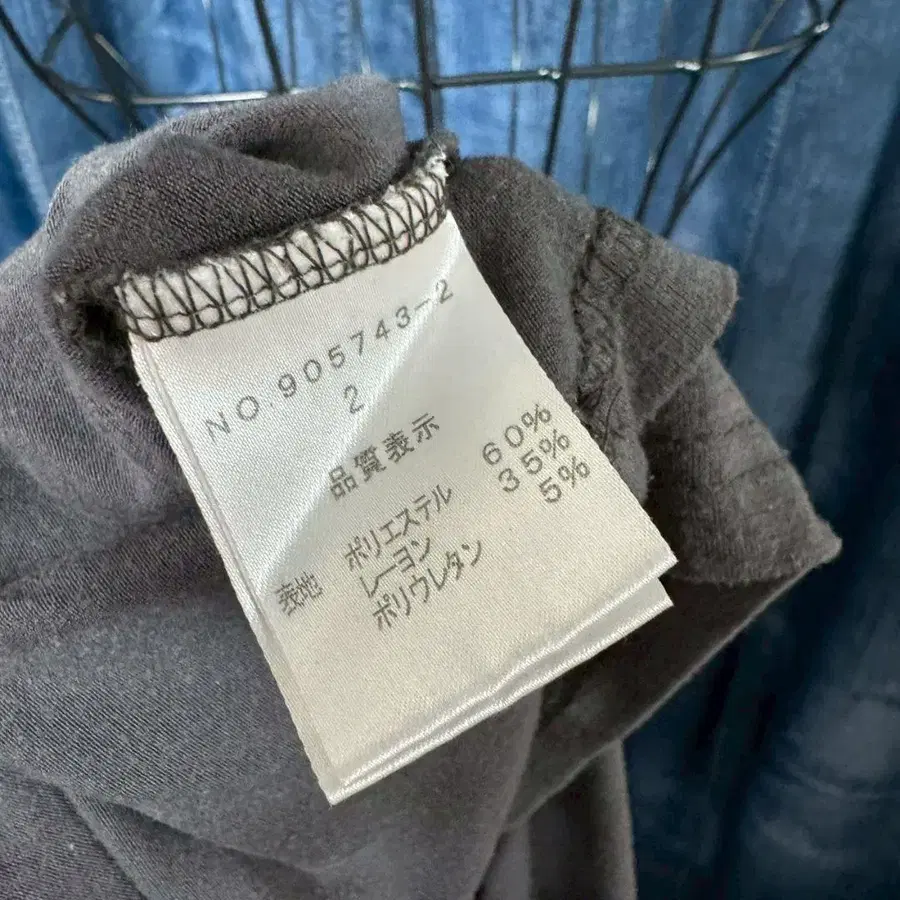 NO.905743-2
2
品質表示
表地 ポリエステル 60%
レーヨン 35%
ポリウレタン 5%